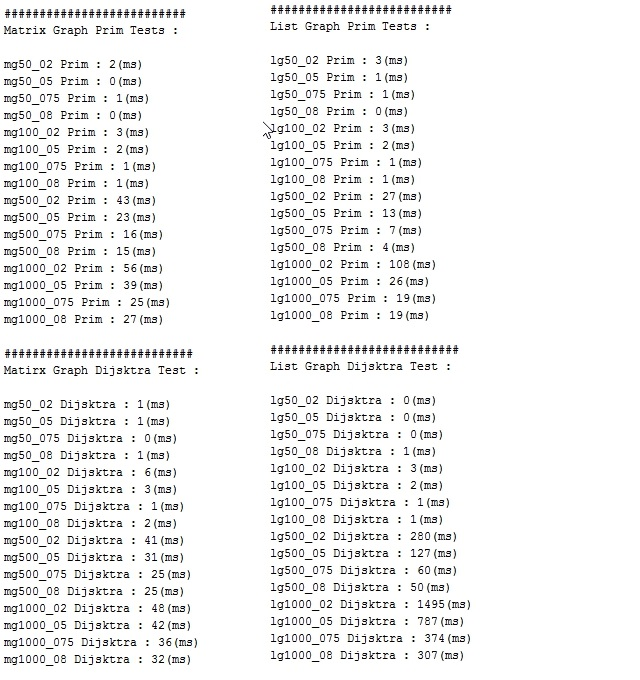 ##########################
Matrix Graph Prim Tests :
mg50_02 Prim : 2(ms)
mg50_05 Prim : 0(ms)
mg50_075 Prim : 1(ms)
mg50_08 Prim : 0(ms)
mg100_02 Prim : 3(ms)
mg100_05 Prim : 2(ms)
mg100_075 Prim : 1(ms)
mg100_08 Prim : 1(ms)
mg500_02 Prim : 43(ms)
mg500_05 Prim : 23(ms)
mg500_075 Prim : 16(ms)
mg500_08 Prim : 15(ms)
mg1000_02 Prim : 56(ms)
mg1000_05 Prim : 39(ms)
mg1000_075 Prim : 25(ms)
mg1000_08 Prim : 27(ms)
###########################
Matirx Graph Dijsktra Test :
mg50_02 Dijsktra : 1(ms)
mg50_05 Dijsktra : 1(ms)
mg50_075 Dijsktra : 0(ms)
mg50_08 Dijsktra : 1(ms)
mg100_02 Dijsktra : 6(ms)
mg100_05 Dijsktra : 3(ms)
mg100_075 Dijsktra : 1(ms)
mg100_08 Dijsktra : 2(ms)
mg500_02 Dijsktra : 41(ms)
mg500_05 Dijsktra : 31(ms)
mg500_075 Dijsktra : 25(ms)
mg500_08 Dijsktra : 25(ms)
mg1000_02 Dijsktra : 48(ms)
mg1000_05 Dijsktra : 42(ms)
mg1000_075 Dijsktra : 36(ms)
mg1000_08 Dijsktra : 32(ms)
##########################
List Graph Prim Tests :
lg50_02 Prim : 3(ms)
lg50_05 Prim : 1(ms)
lg50_075 Prim : 1(ms)
lg50_08 Prim : 0(ms)
lg100_02 Prim : 3(ms)
lg100_05 Prim : 2(ms)
lg100_075 Prim : 1(ms)
lg100_08 Prim : 1(ms)
lg500_02 Prim : 27(ms)
lg500_05 Prim : 13(ms)
lg500_075 Prim : 7(ms)
lg500_08 Prim : 4(ms)
lg1000_02 Prim : 108(ms)
lg1000_05 Prim : 26(ms)
lg1000_075 Prim : 19(ms)
lg1000_08 Prim : 19(ms)
###########################
List Graph Dijsktra Test :
lg50_02 Dijsktra : 0(ms)
lg50_05 Dijsktra : 0(ms)
lg50_075 Dijsktra : 0(ms)
lg50_08 Dijsktra : 1(ms)
lg100_02 Dijsktra : 3(ms)
lg100_05 Dijsktra : 2(ms)
lg100_075 Dijsktra : 1(ms)
lg100_08 Dijsktra : 1(ms)
lg500_02 Dijsktra : 280(ms)
lg500_05 Dijsktra : 127(ms)
lg500_075 Dijsktra : 60(ms)
lg500_08 Dijsktra : 50(ms)
lg1000_02 Dijsktra : 1495(ms)
lg1000_05 Dijsktra : 787(ms)
lg1000_075 Dijsktra : 374(ms)
lg1000_08 Dijsktra : 307(ms)